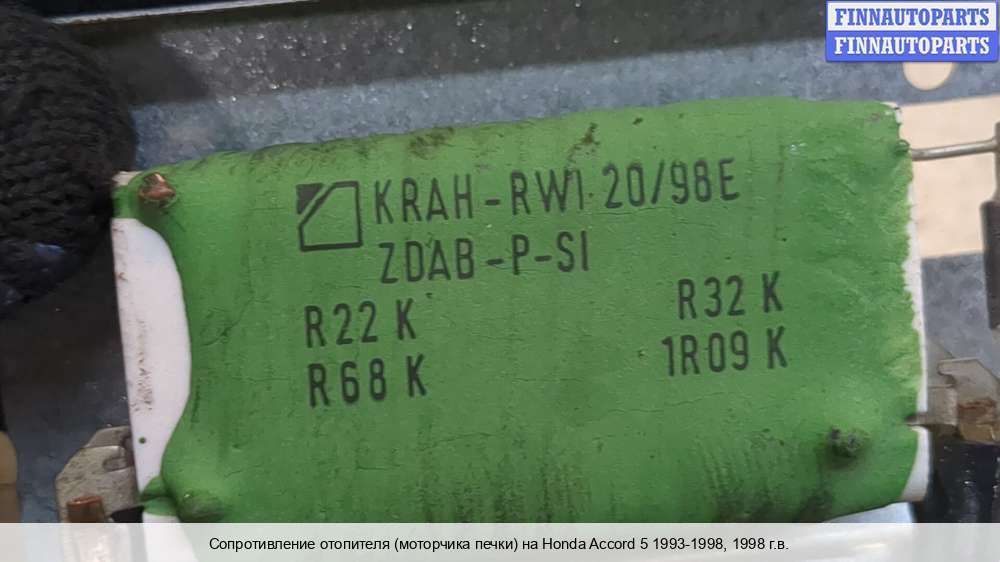 FINNAUTOPARTS
FINNAUTOPARTS
KRAH-RWI 20/98E
ZDAB-P-SI
R22 K R32 K
R68 K 1R09 K
Сопротивление отопителя (моторчика печки) на Honda Accord 5 1993-1998, 1998 г.в.